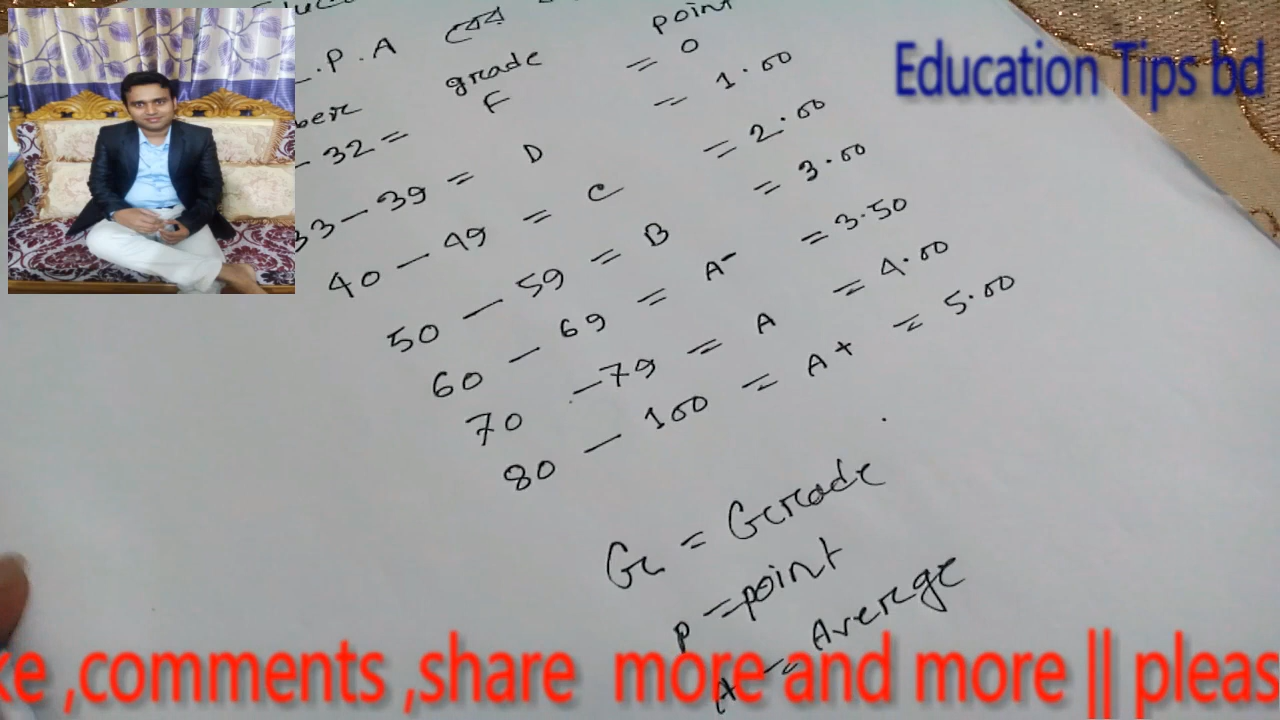 Education Tips bd
.P.A বের
grade point
- 32 = F = 0
33 - 39 = D = 1.00
40 - 49 = C = 2.00
50 - 59 = B = 3.00
60 - 69 = A- = 3.50
70 - 79 = A = 4.00
80 - 100 = A+ = 5.00
G = Grade
P = point
A = Average
ke ,comments ,share more and more || pleas